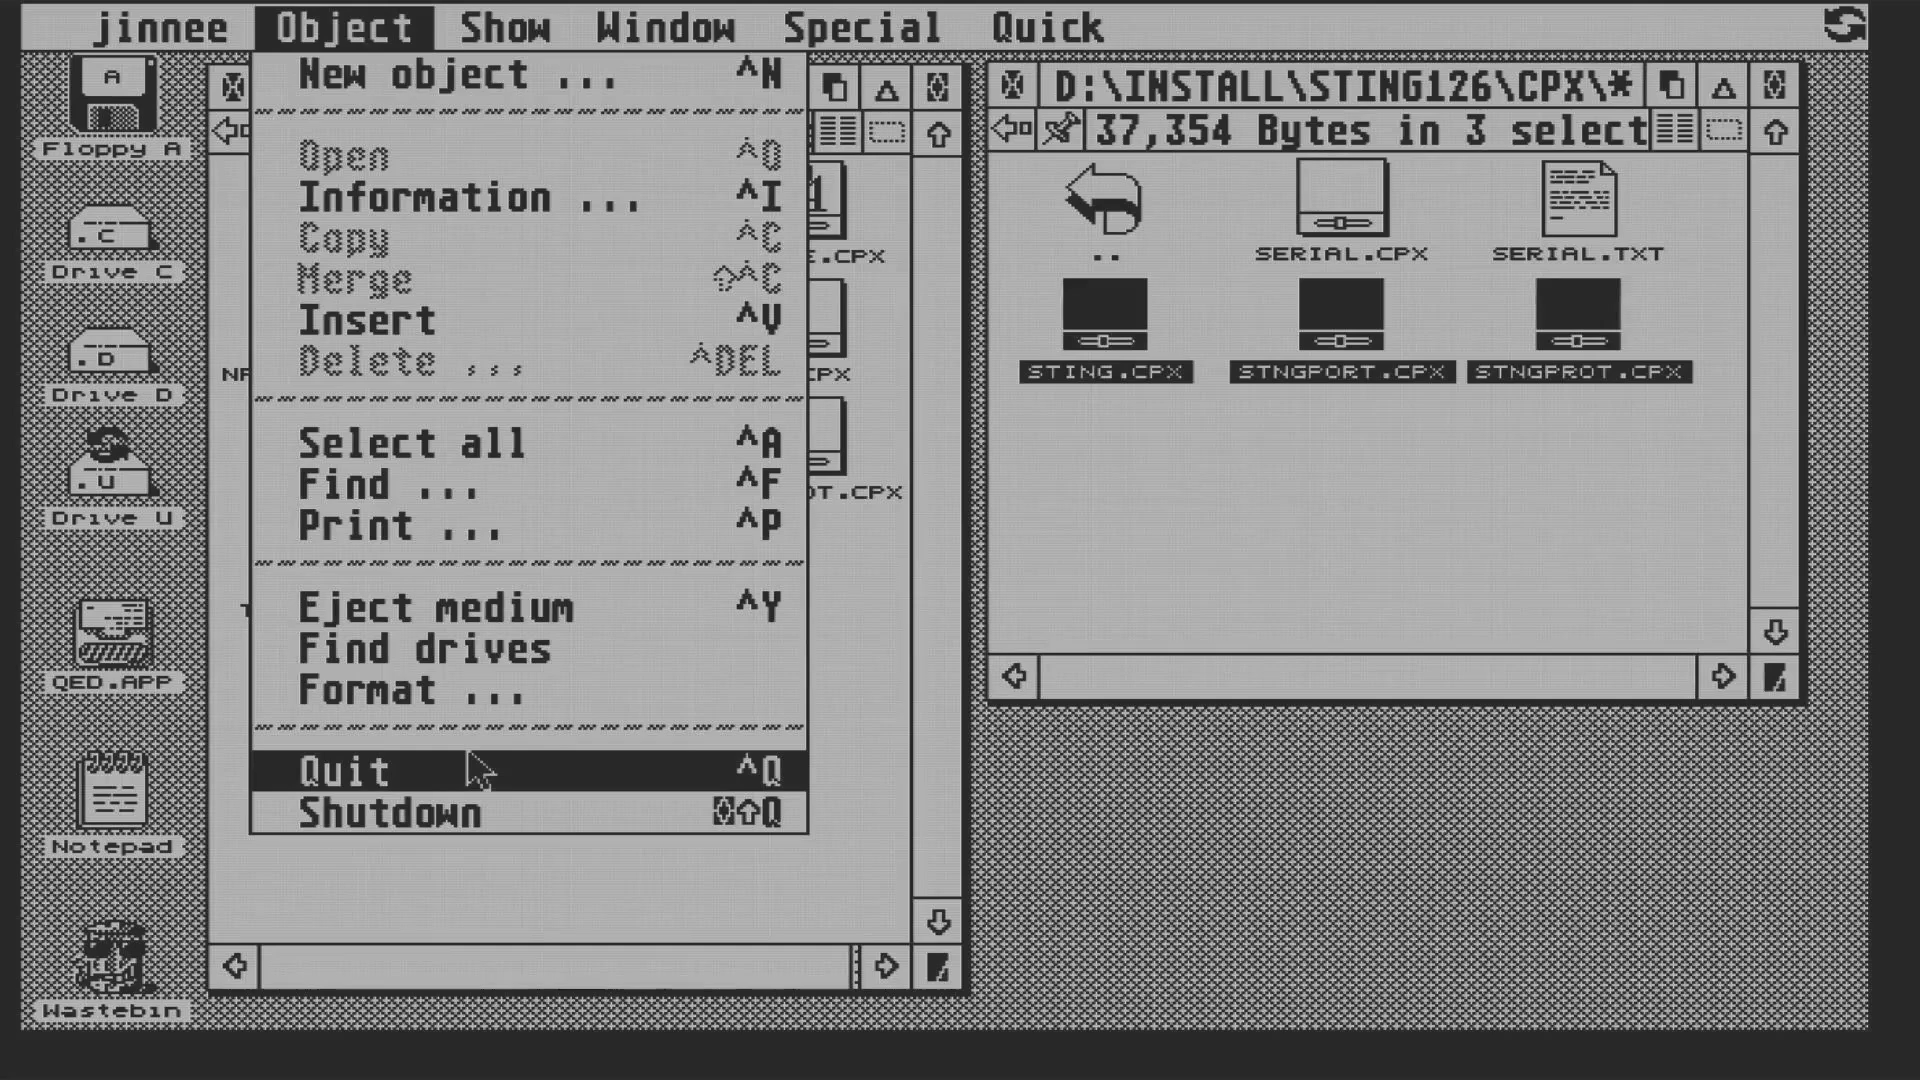 jinnee Object Show Window Special Quick
A
Floppy A
.C
Drive C
.D
Drive D
.U
Drive U
QED.APP
Notepad
Wastebin
New object ... ^N
Open ^O
Information ... ^I
Copy ^C
Merge ⇧^C
Insert ^V
Delete ... ^DEL
Select all ^A
Find ... ^F
Print ... ^P
Eject medium ^Y
Find drives
Format ...
Quit ^Q
Shutdown ⇧Q
E.CPX
CPX
OT.CPX
D:\INSTALL\STING126\CPX\*
37,354 Bytes in 3 select
..
SERIAL.CPX
SERIAL.TXT
STING.CPX
STNGPORT.CPX
STNGPROT.CPX